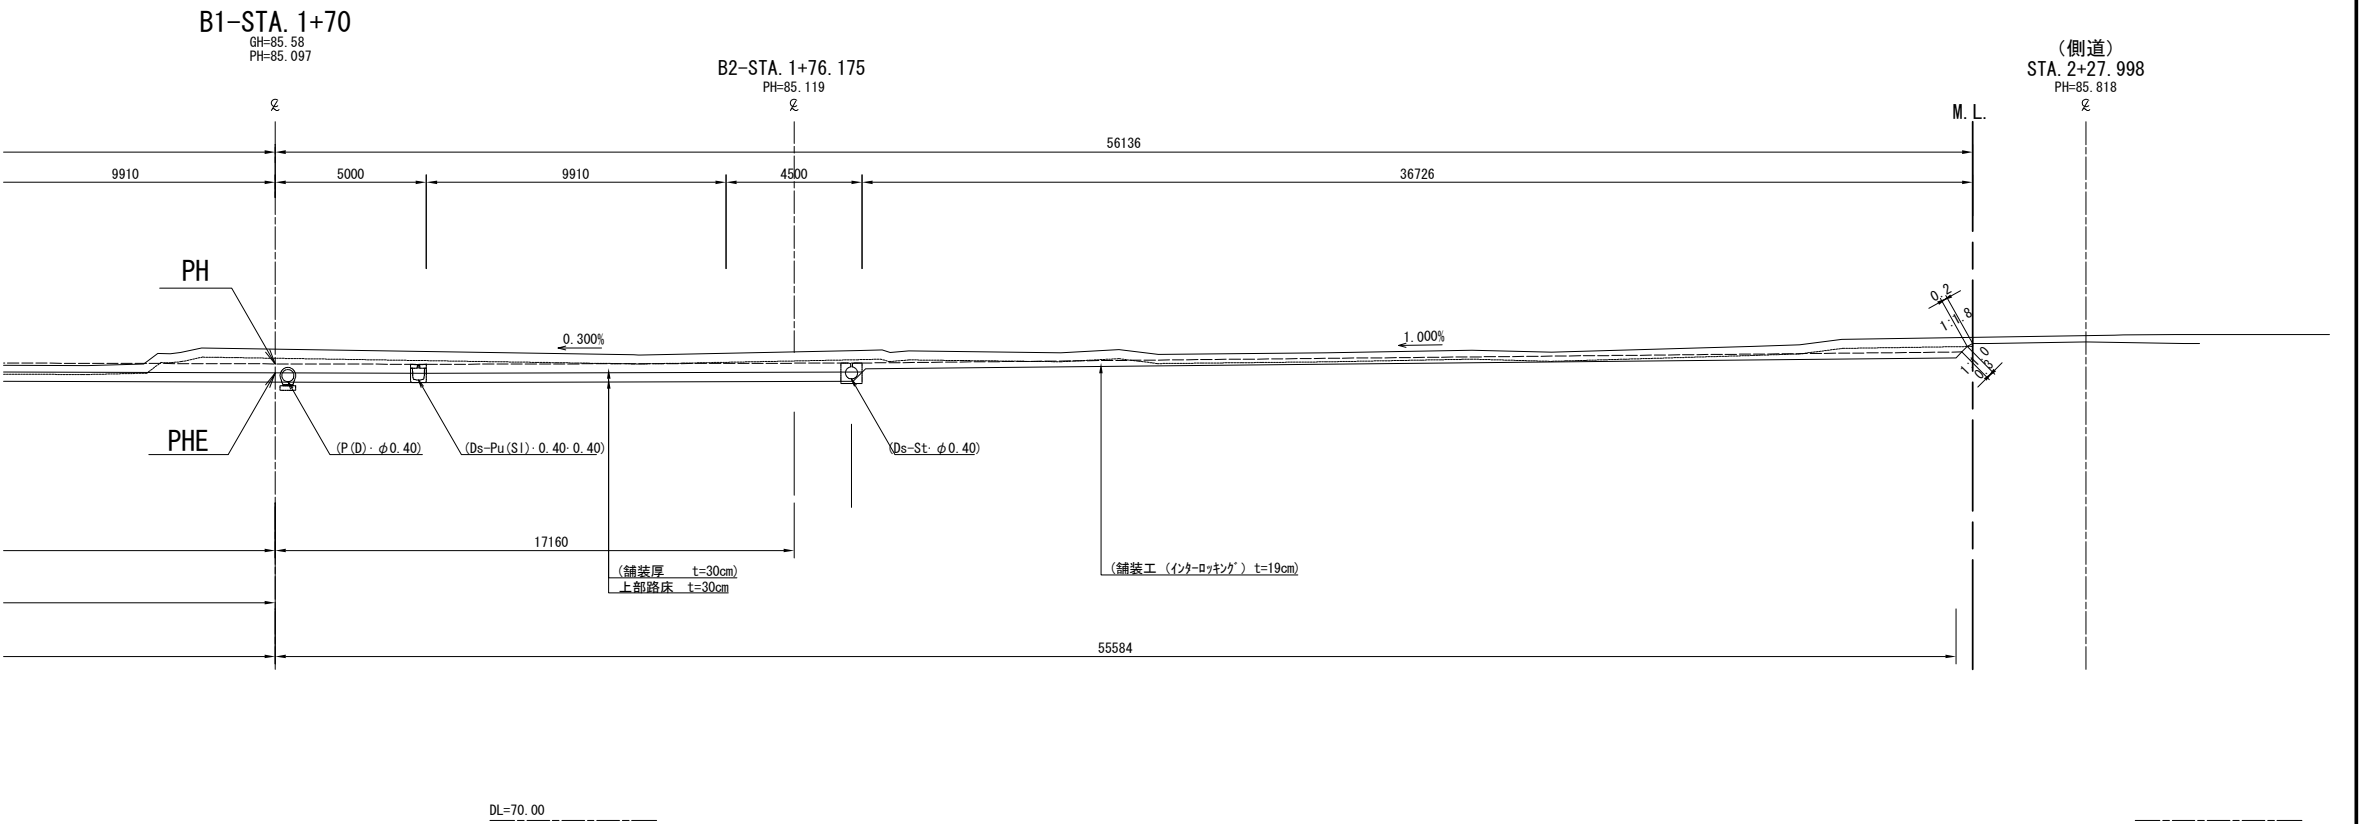 B1-STA. 1+70
GH=85.58
PH=85.097
B2-STA. 1+76.175
PH=85.119
(側道)
STA. 2+27.998
PH=85.818
M. L.
56136
9910
5000
9910
4500
36726
PH
0.2
1:1.8
0.300%
1.000%
1:1.0
0.3
PHE
(P(D)・φ0.40)
(Ds-Pu(Sl)・0.40・0.40)
(Ds-St・φ0.40)
17160
(舗装厚 t=30cm)
上部路床 t=30cm
(舗装工 (インターロッキング) t=19cm)
55584
DL=70.00